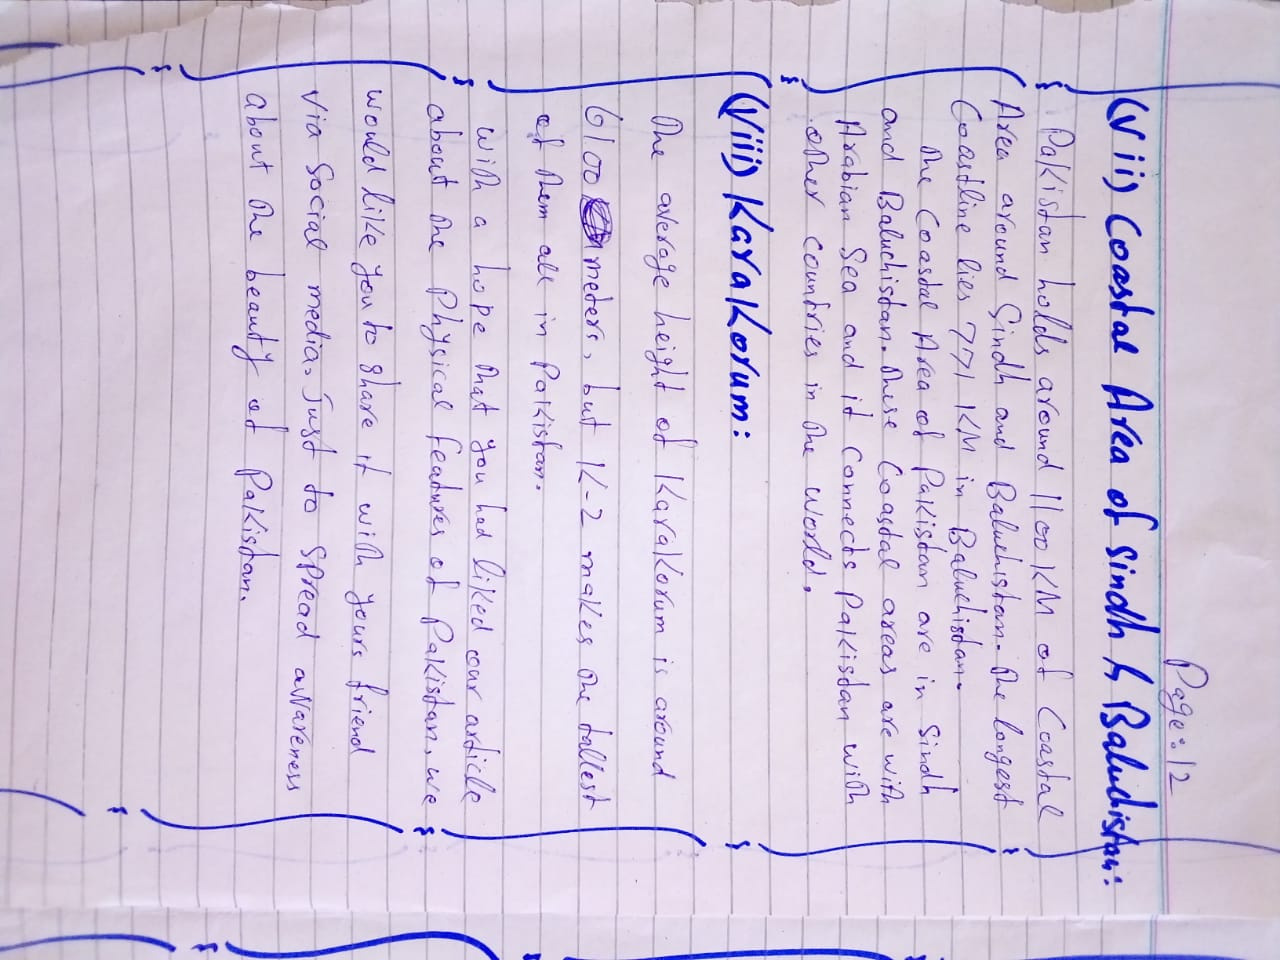 Page: 12
(vii) Coastal Area of Sindh & Baluchistan:
Pakistan holds around 1100 KM of Coastal
Area around Sindh and Baluchistan. The longest
Coastline lies 771 KM in Baluchistan.
The Coastal Area of Pakistan are in Sindh
and Baluchistan. These Coastal areas are with
Arabian Sea and it Connects Pakistan with
other countries in the world.
(viii) Karakorum:
The average height of Karakorum is around
6100 meters, but K-2 makes the tallest
of them all in Pakistan.
with a hope that you had liked our article
about the Physical features of Pakistan, we
would like you to share it with yours friend
via Social media. Just to spread awareness
about the beauty of Pakistan.